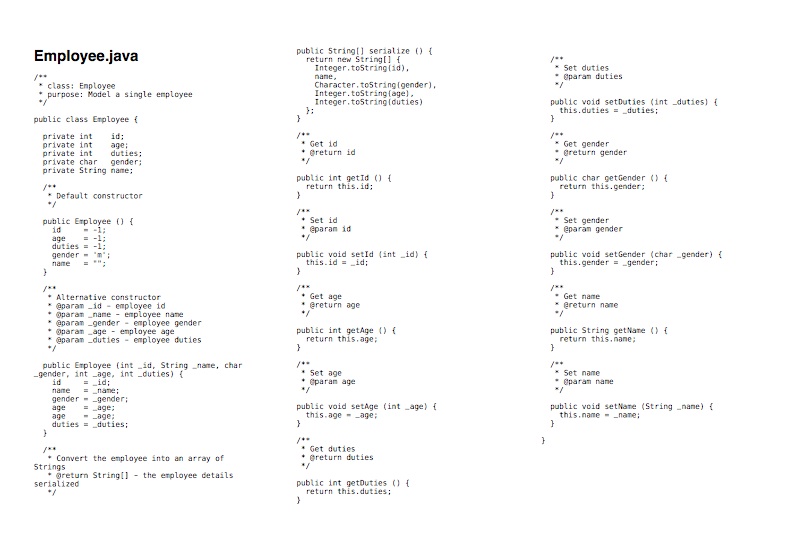 Employee.java
/**
 * class: Employee
 * purpose: Model a single employee
 */
public class Employee {
  private int    id;
  private int    age;
  private int    duties;
  private char   gender;
  private String name;
  /**
   * Default constructor
   */
  public Employee () {
    id     = -1;
    age    = -1;
    duties = -1;
    gender = 'm';
    name   = "";
  }
  /**
   * Alternative constructor
   * @param _id - employee id
   * @param _name - employee name
   * @param _gender - employee gender
   * @param _age - employee age
   * @param _duties - employee duties
   */
  public Employee (int _id, String _name, char
_gender, int _age, int _duties) {
    id     = _id;
    name   = _name;
    gender = _gender;
    age    = _age;
    age    = _age;
    duties = _duties;
  }
  /**
   * Convert the employee into an array of
Strings
   * @return String[] - the employee details
serialized
   */
public String[] serialize () {
  return new String[] {
    Integer.toString(id),
    name,
    Character.toString(gender),
    Integer.toString(age),
    Integer.toString(duties)
  };
}
/**
 * Get id
 * @return id
 */
public int getId () {
  return this.id;
}
/**
 * Set id
 * @param id
 */
public void setId (int _id) {
  this.id = _id;
}
/**
 * Get age
 * @return age
 */
public int getAge () {
  return this.age;
}
/**
 * Set age
 * @param age
 */
public void setAge (int _age) {
  this.age = _age;
}
/**
 * Get duties
 * @return duties
 */
public int getDuties () {
  return this.duties;
}
/**
 * Set duties
 * @param duties
 */
public void setDuties (int _duties) {
  this.duties = _duties;
}
/**
 * Get gender
 * @return gender
 */
public char getGender () {
  return this.gender;
}
/**
 * Set gender
 * @param gender
 */
public void setGender (char _gender) {
  this.gender = _gender;
}
/**
 * Get name
 * @return name
 */
public String getName () {
  return this.name;
}
/**
 * Set name
 * @param name
 */
public void setName (String _name) {
  this.name = _name;
}
}